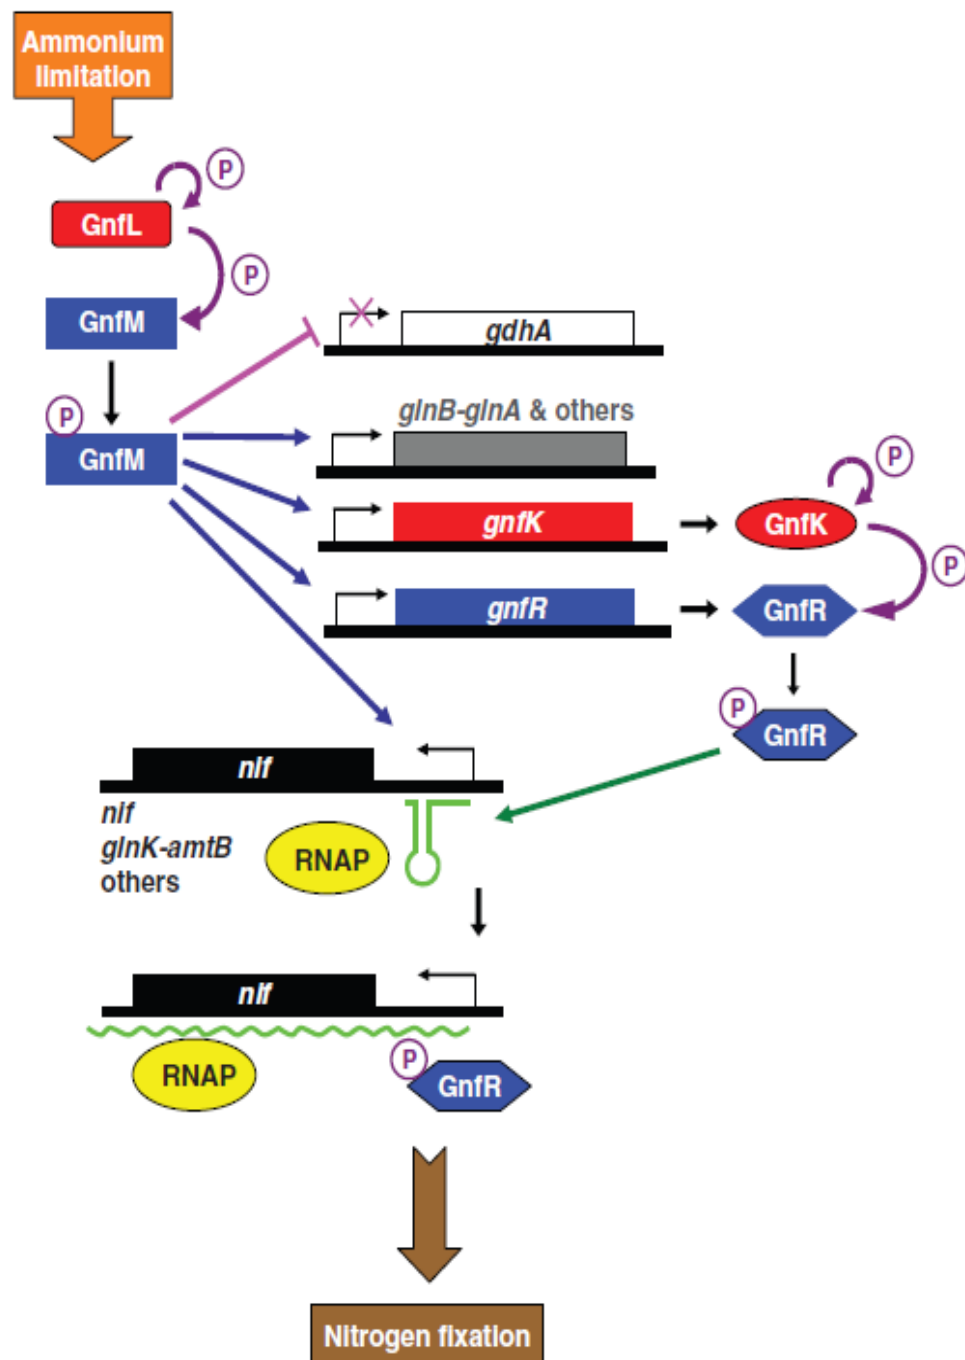 Ammonium
limitation
P
GnfL
P
GnfM
gdhA
P
glnB-glnA & others
GnfM
P
gnfK
GnfK
P
gnfR
GnfR
P
GnfR
nif
nif
glnK-amtB
others
RNAP
nif
P
RNAP
GnfR
Nitrogen fixation